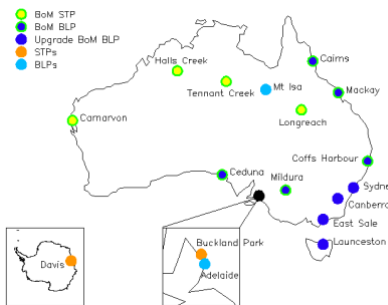 BoM STP
BoM BLP
Upgrade BoM BLP
STPs
BLPs
Halls Creek
Cairns
Tennant Creek
Mt Isa
Mackay
Longreach
Carnarvon
Coffs Harbour
Ceduna
Mildura
Sydne
Canberra
East Sale
Launceston
Buckland Park
Davis
Adelaide